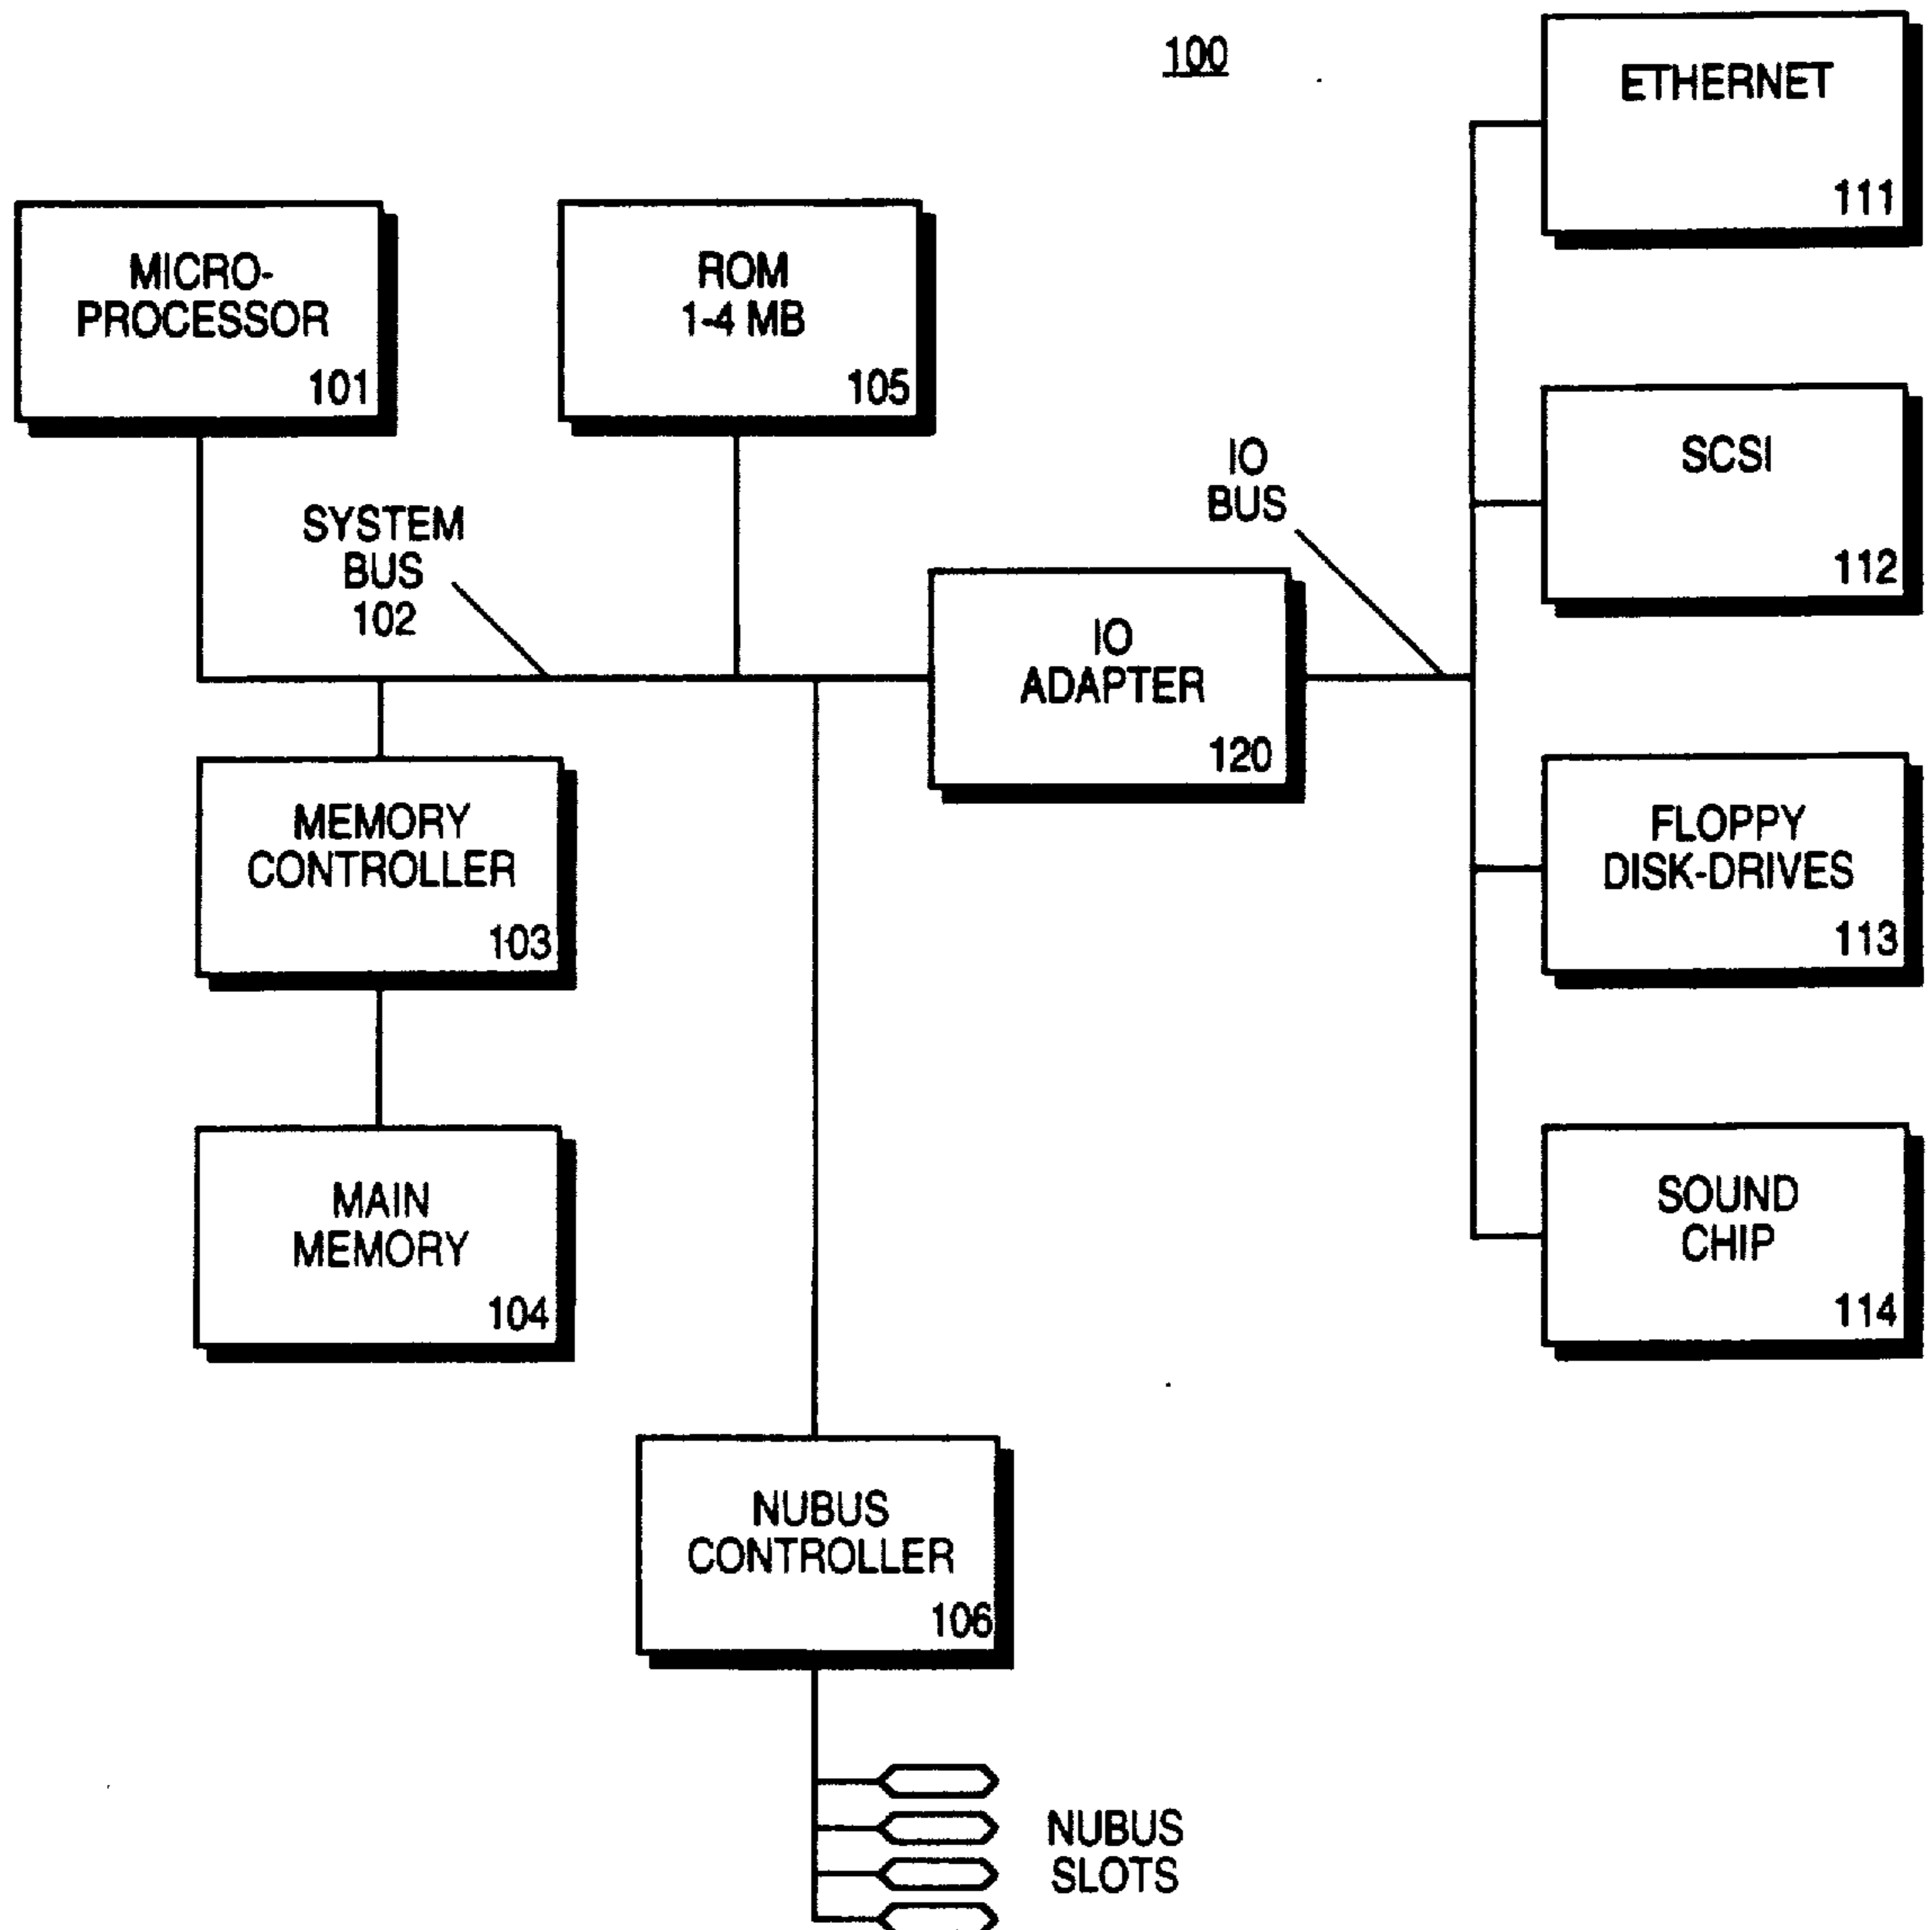 100
ETHERNET
111
MICRO-
PROCESSOR
101
ROM
1-4 MB
105
SYSTEM
BUS
102
IO
BUS
SCSI
112
IO
ADAPTER
120
MEMORY
CONTROLLER
103
FLOPPY
DISK-DRIVES
113
MAIN
MEMORY
104
SOUND
CHIP
114
NUBUS
CONTROLLER
106
NUBUS
SLOTS